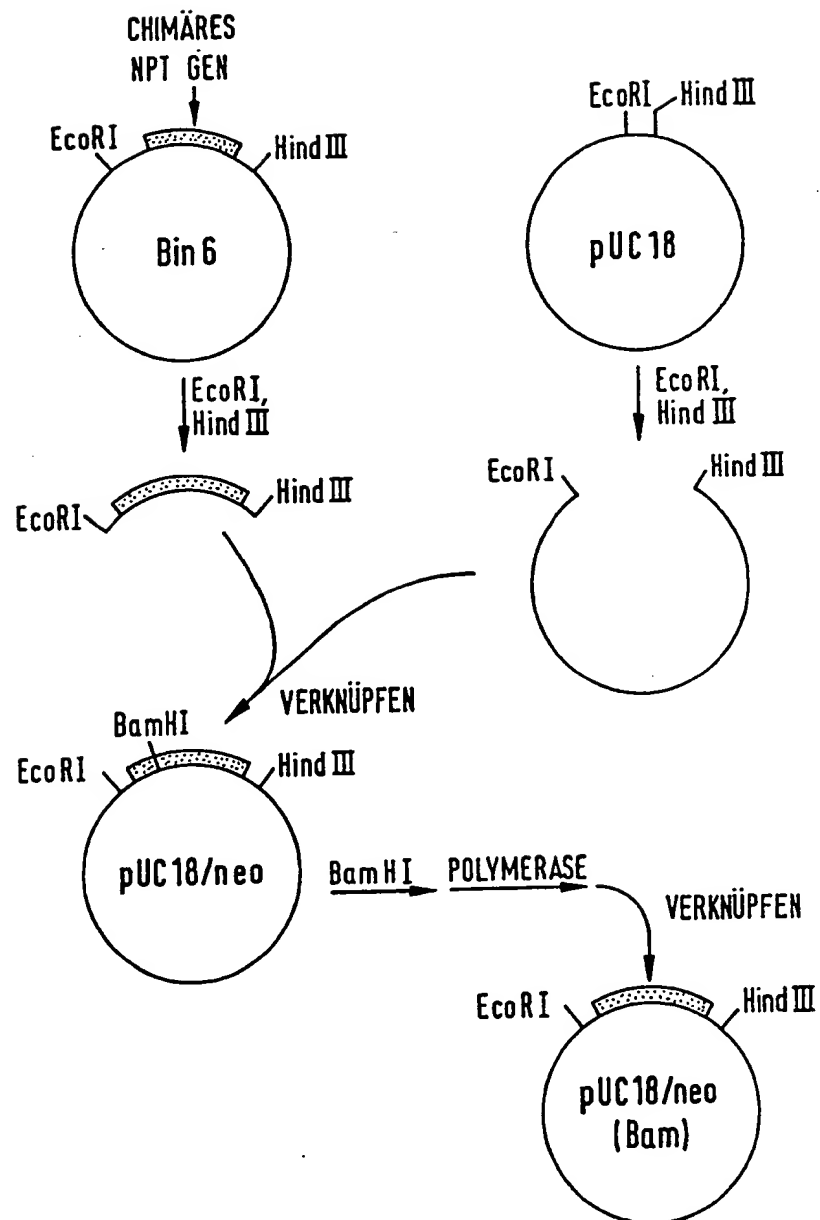 CHIMÄRES
NPT GEN
EcoRI
Hind III
Bin 6
EcoRI
Hind III
pUC18
EcoRI,
Hind III
EcoRI,
Hind III
EcoRI
Hind III
EcoRI
Hind III
VERKNÜPFEN
BamHI
EcoRI
Hind III
pUC18/neo
BamHI
POLYMERASE
VERKNÜPFEN
EcoRI
Hind III
pUC18/neo
(Bam)